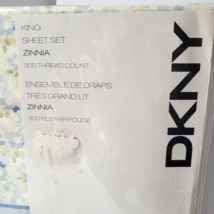 KING
SHEET SET
ZINNIA
300 THREAD COUNT
ENSEMBLE DE DRAPS
TRÈS GRAND LIT
ZINNIA
300 FILS PAR POUCE
DKNY